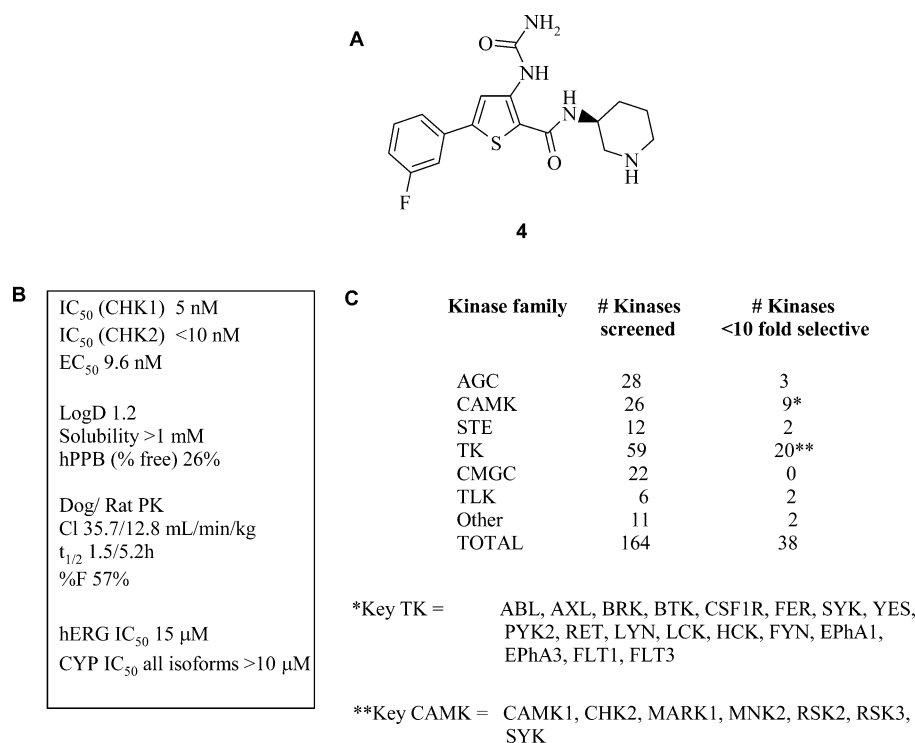 A
NH2
O
NH
H
N
S
O
N
H
F
4
B
IC50 (CHK1) 5 nM
IC50 (CHK2) <10 nM
EC50 9.6 nM
LogD 1.2
Solubility >1 mM
hPPB (% free) 26%
Dog/ Rat PK
Cl 35.7/12.8 mL/min/kg
t1/2 1.5/5.2h
%F 57%
hERG IC50 15 μM
CYP IC50 all isoforms >10 μM
C
Kinase family # Kinases screened # Kinases <10 fold selective
AGC 28 3
CAMK 26 9*
STE 12 2
TK 59 20**
CMGC 22 0
TLK 6 2
Other 11 2
TOTAL 164 38
*Key TK = ABL, AXL, BRK, BTK, CSF1R, FER, SYK, YES,
PYK2, RET, LYN, LCK, HCK, FYN, EPhA1,
EPhA3, FLT1, FLT3
**Key CAMK = CAMK1, CHK2, MARK1, MNK2, RSK2, RSK3,
SYK